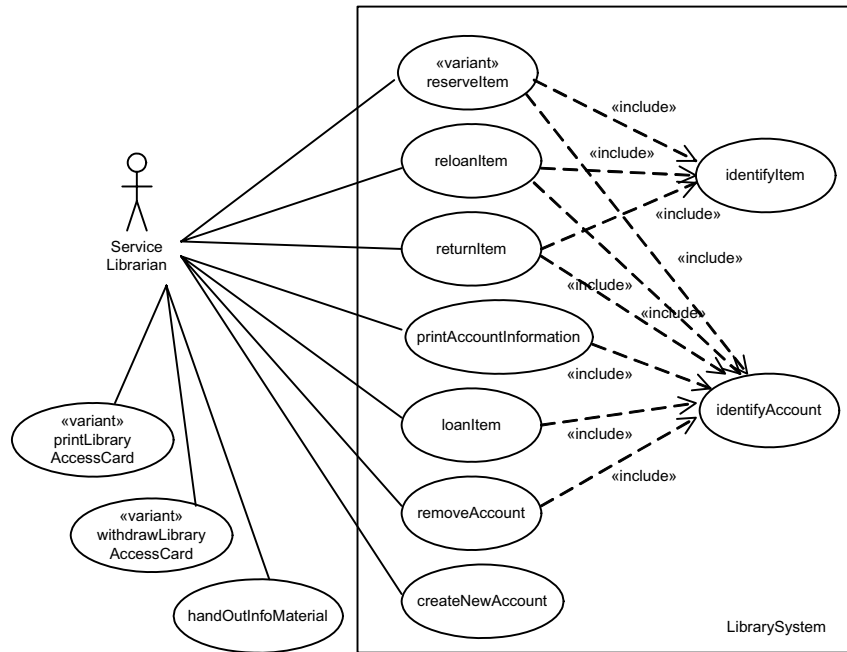 «variant»
reserveItem
«include»
reloanItem
«include»
identifyItem
«include»
Service
Librarian
returnItem
«include»
«include»
«include»
printAccountInformation
«include»
«variant»
printLibrary
AccessCard
loanItem
«include»
identifyAccount
«include»
«variant»
withdrawLibrary
AccessCard
removeAccount
handOutInfoMaterial
createNewAccount
LibrarySystem